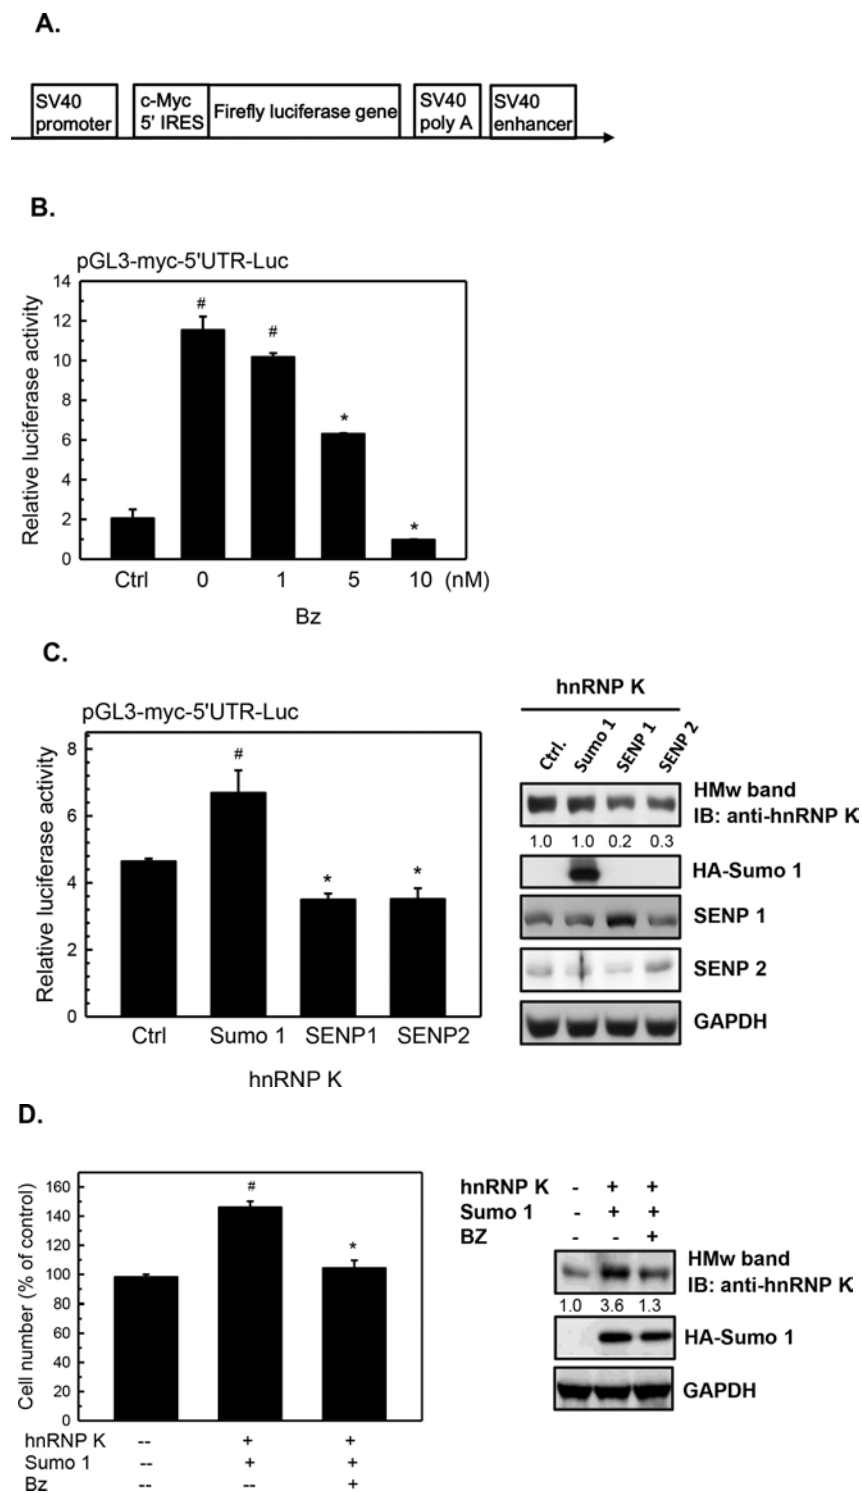 A.
SV40 promoter
c-Myc 5' IRES
Firefly luciferase gene
SV40 poly A
SV40 enhancer
B.
pGL3-myc-5'UTR-Luc
Relative luciferase activity
14
12
10
8
6
4
2
0
#
#
*
*
Ctrl 0 1 5 10 (nM)
Bz
C.
pGL3-myc-5'UTR-Luc
Relative luciferase activity
8
6
4
2
0
#
*
*
Ctrl Sumo 1 SENP1 SENP2
hnRNP K
hnRNP K
Ctrl. Sumo 1 SENP 1 SENP 2
HMw band
IB: anti-hnRNP K
1.0 1.0 0.2 0.3
HA-Sumo 1
SENP 1
SENP 2
GAPDH
D.
Cell number (% of control)
160
140
120
100
80
60
40
20
0
#
*
hnRNP K -- + +
Sumo 1 -- + +
Bz -- -- +
hnRNP K - + +
Sumo 1 - + +
BZ - - +
HMw band
IB: anti-hnRNP K
1.0 3.6 1.3
HA-Sumo 1
GAPDH